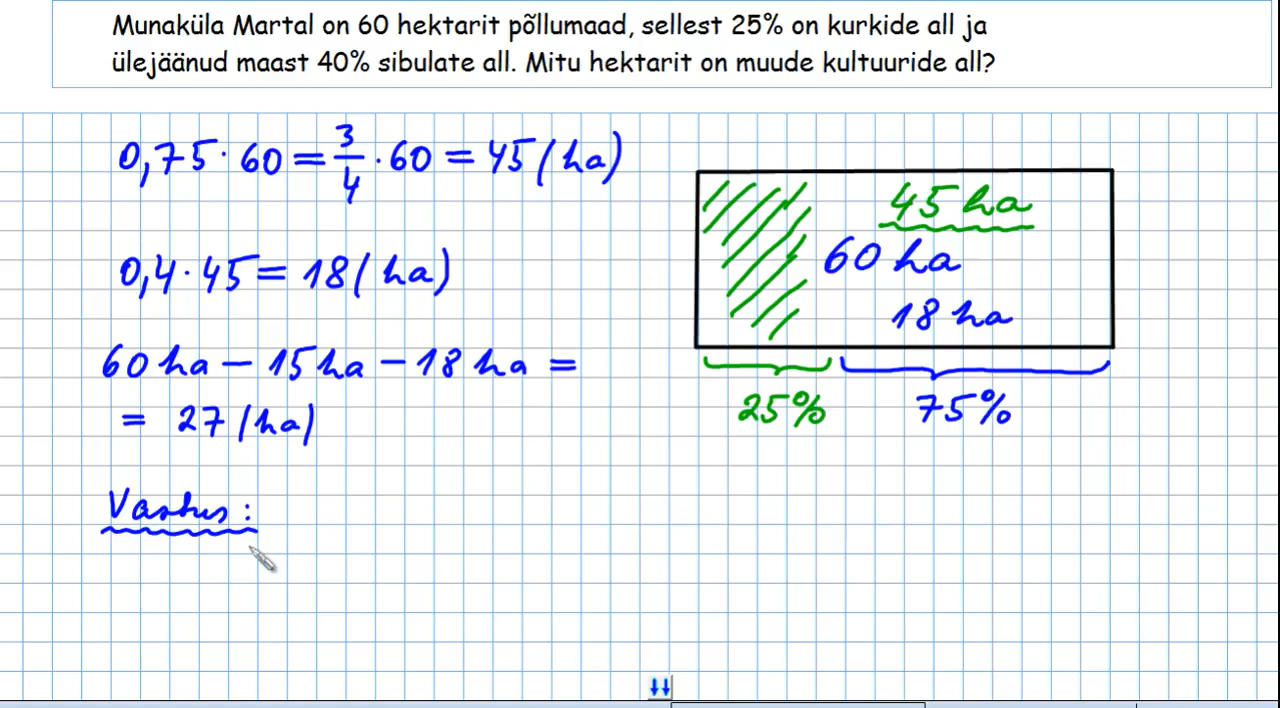 Munaküla Martal on 60 hektarit põllumaad, sellest 25% on kurkide all ja
ülejäänud maast 40% sibulate all. Mitu hektarit on muude kultuuride all?
0,75 · 60 = 3/4 · 60 = 45 (ha)
0,4 · 45 = 18 (ha)
60 ha - 15 ha - 18 ha =
= 27 (ha)
Vastus:
45 ha
60 ha
18 ha
25% 75%